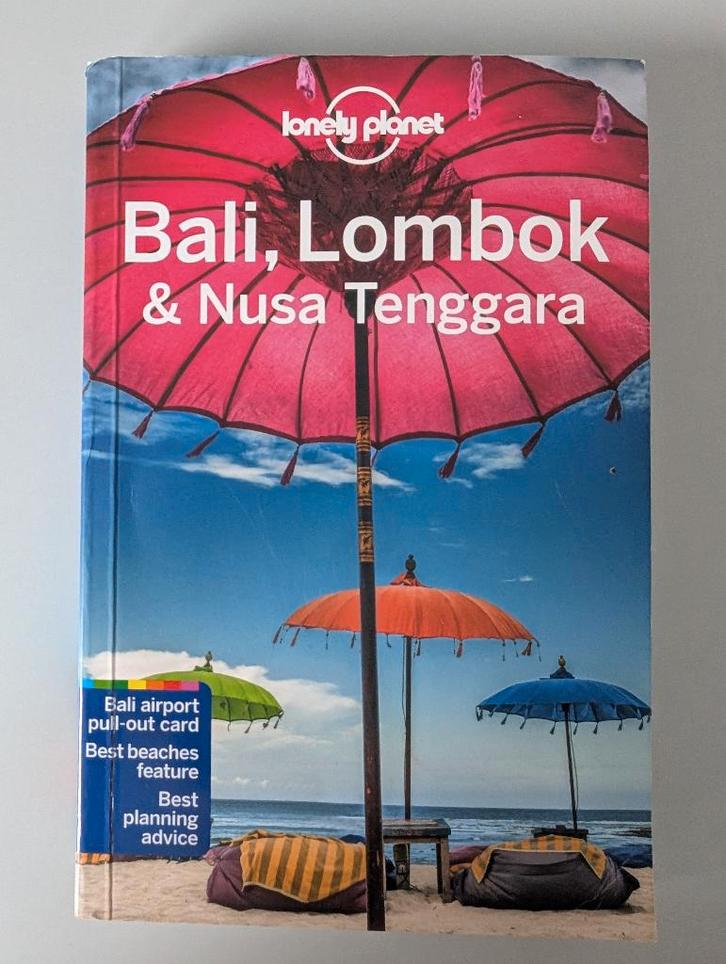 lonely planet
Bali, Lombok
& Nusa Tenggara
Bali airport
pull-out card
Best beaches
feature
Best
planning
advice